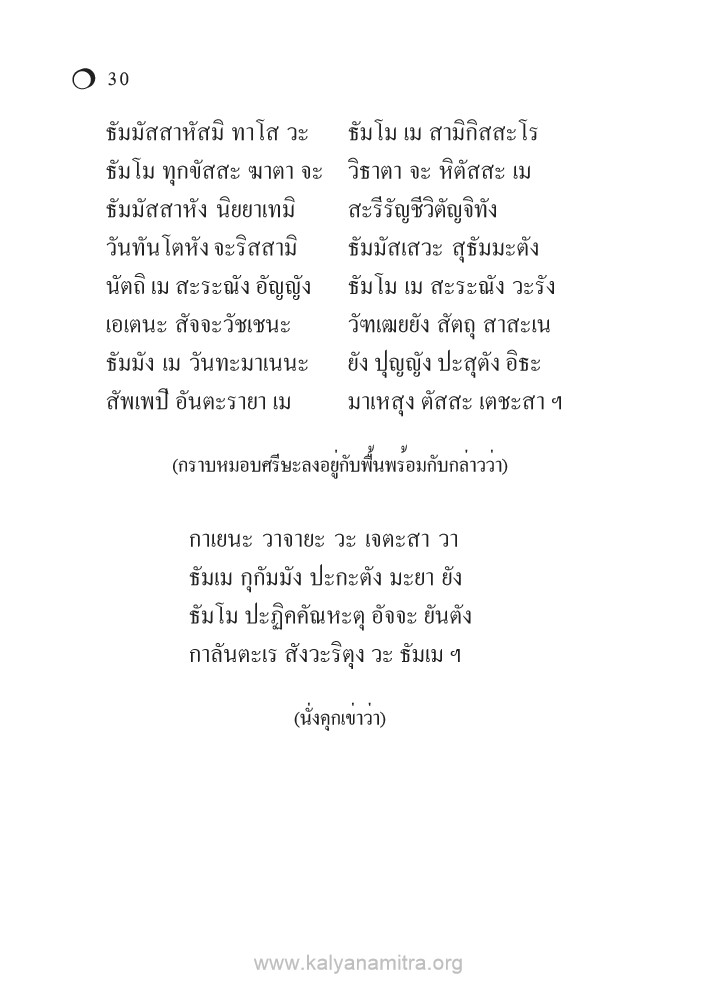 30
ธัมมัสสาหัสมิ ทาโส วะ ธัมโม เม สามิกิสสะโร
ธัมโม ทุกขัสสะ ฆาตา จะ วิธาตา จะ หิตัสสะ เม
ธัมมัสสาหัง นิยยาเทมิ สะรีรัญชีวิตัญจิทัง
วันทันโตหัง จะริสสามิ ธัมมัสเสวะ สุธัมมะตัง
นัตถิ เม สะระณัง อัญญัง ธัมโม เม สะระณัง วะรัง
เอเตนะ สัจจะวัชเชนะ วัฑเฒยยัง สัตถุ สาสะเน
ธัมมัง เม วันทะมาเนนะ ยัง ปุญญัง ปะสุตัง อิธะ
สัพเพปิ อันตะรายา เม มาเหสุง ตัสสะ เตชะสา ฯ
(กราบหมอบศรีษะลงอยู่กับพื้นพร้อมกับกล่าวว่า)
กาเยนะ วาจายะ วะ เจตะสา วา
ธัมเม กุกัมมัง ปะกะตัง มะยา ยัง
ธัมโม ปะฏิคคัณหะตุ อัจจะ ยันตัง
กาลันตะเร สังวะริตุง วะ ธัมเม ฯ
(นั่งคุกเข่าว่า)
www.kalyanamitra.org